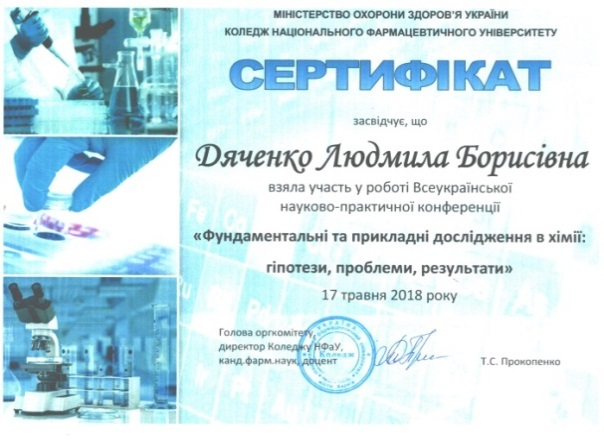 МІНІСТЕРСТВО ОХОРОНИ ЗДОРОВ'Я УКРАЇНИ
КОЛЕДЖ НАЦІОНАЛЬНОГО ФАРМАЦЕВТИЧНОГО УНІВЕРСИТЕТУ
СЕРТИФІКАТ
засвідчує, що
Дяченко Людмила Борисівна
взяла участь у роботі Всеукраїнської
науково-практичної конференції
«Фундаментальні та прикладні дослідження в хімії:
гіпотези, проблеми, результати»
17 травня 2018 року
Голова оргкомітету,
директор Коледжу НФаУ,
канд.фарм.наук, доцент
Коледж
Т.С. Прокопенко